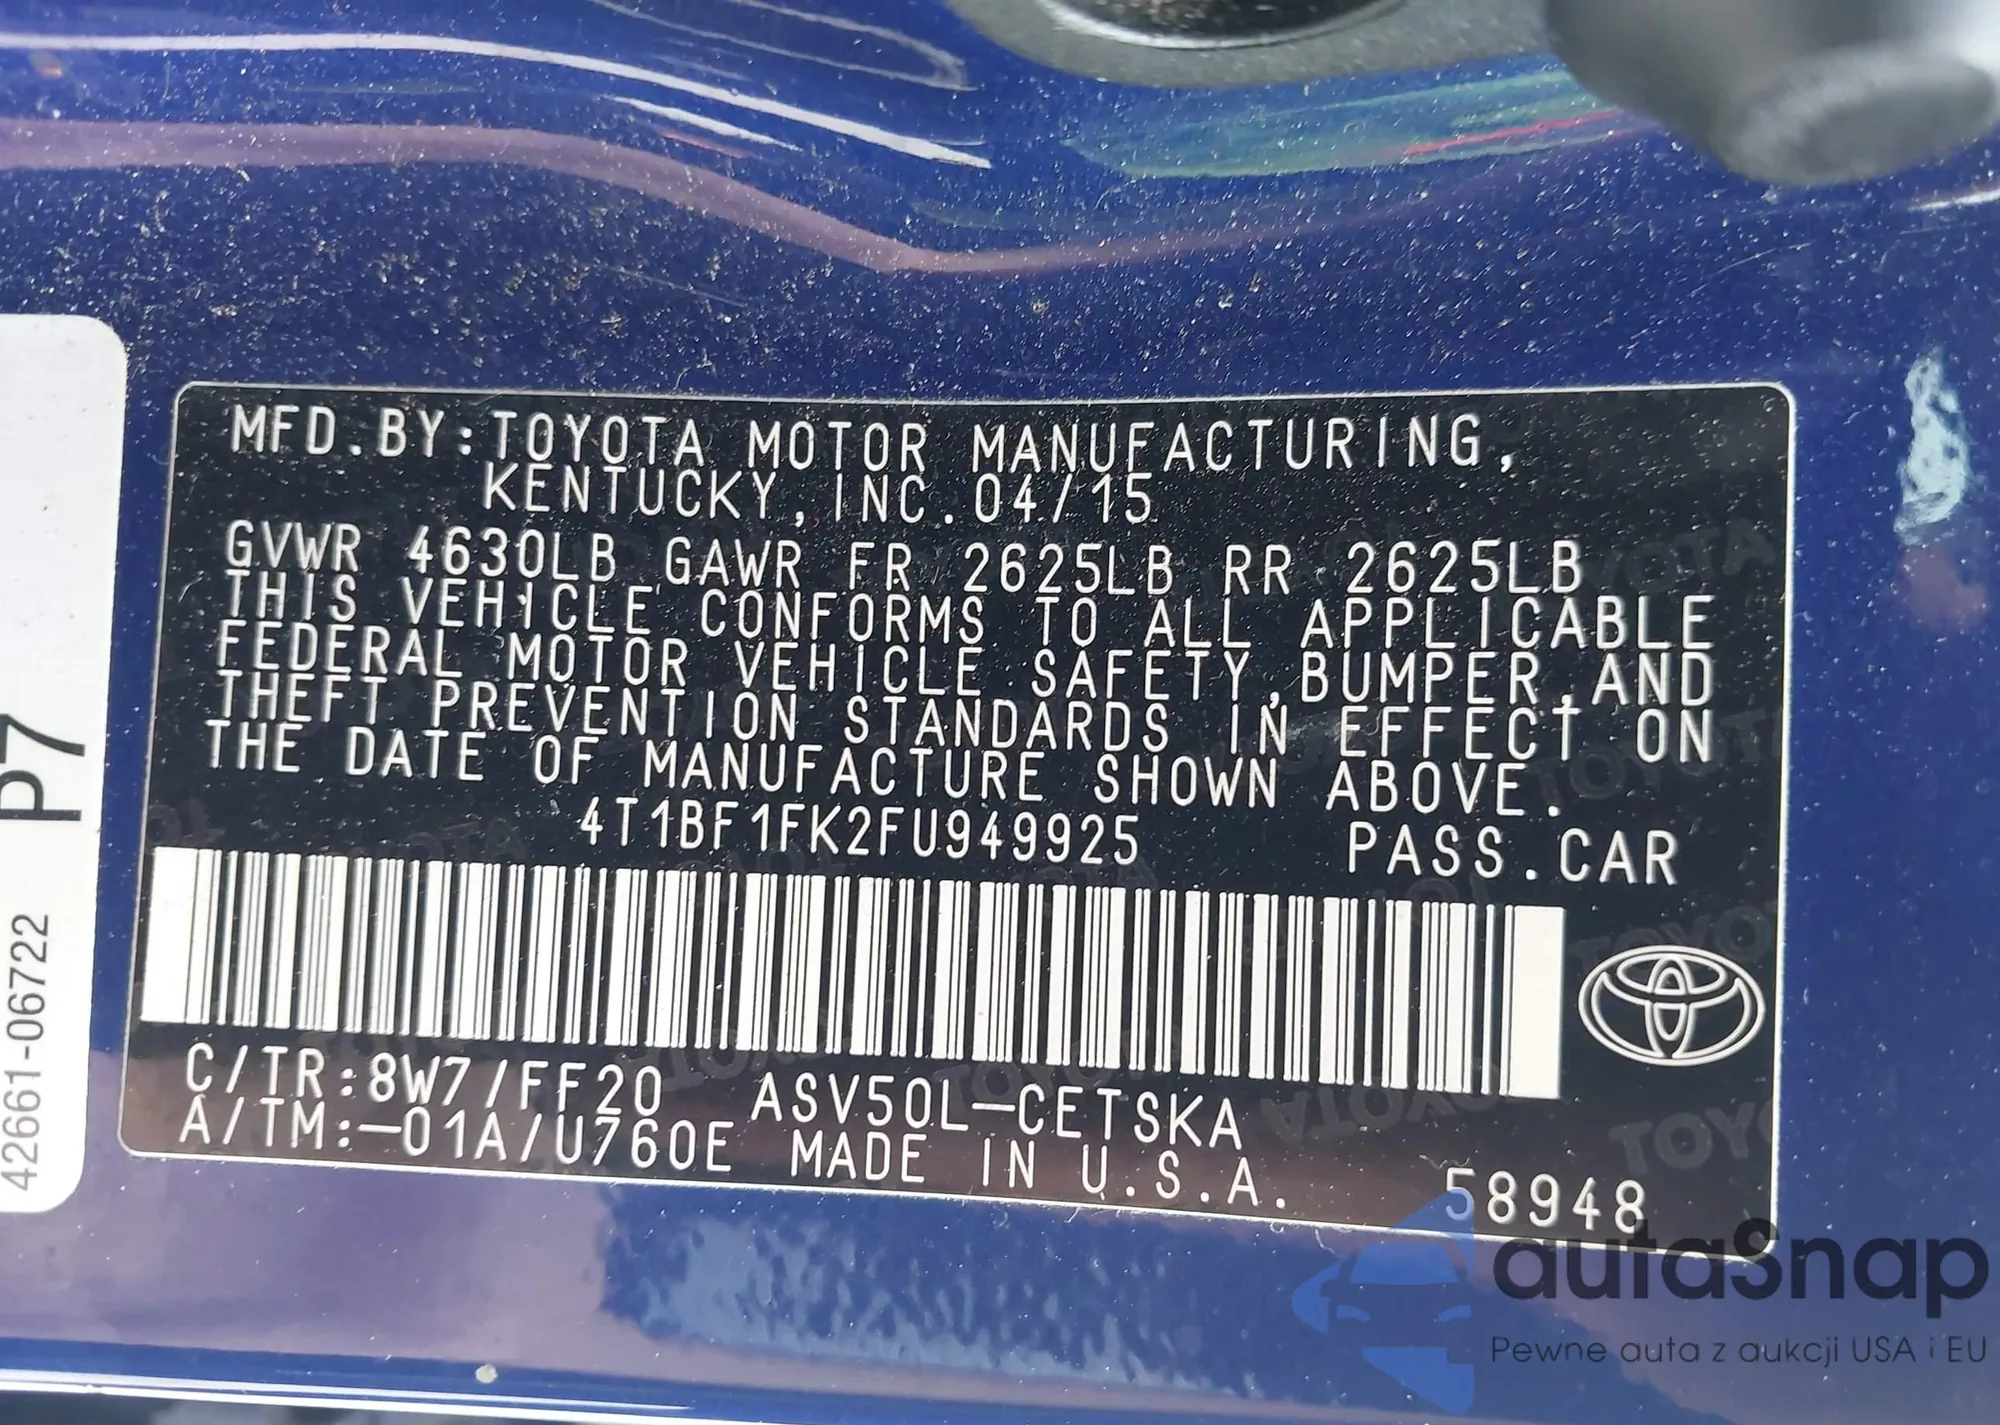 MFD.BY:TOYOTA MOTOR MANUFACTURING,
KENTUCKY,INC.04/15
GVWR 4630LB GAWR FR 2625LB RR 2625LB
THIS VEHICLE CONFORMS TO ALL APPLICABLE
FEDERAL MOTOR VEHICLE SAFETY,BUMPER,AND
THEFT PREVENTION STANDARDS IN EFFECT ON
THE DATE OF MANUFACTURE SHOWN ABOVE.
4T1BF1FK2FU949925 PASS.CAR
C/TR:8W7/FF20 ASV50L-CETSKA
A/TM:-01A/U760E MADE IN U.S.A.
58948
P7
42661-06722
autaSnap
Pewne auta z aukcji USA i EU